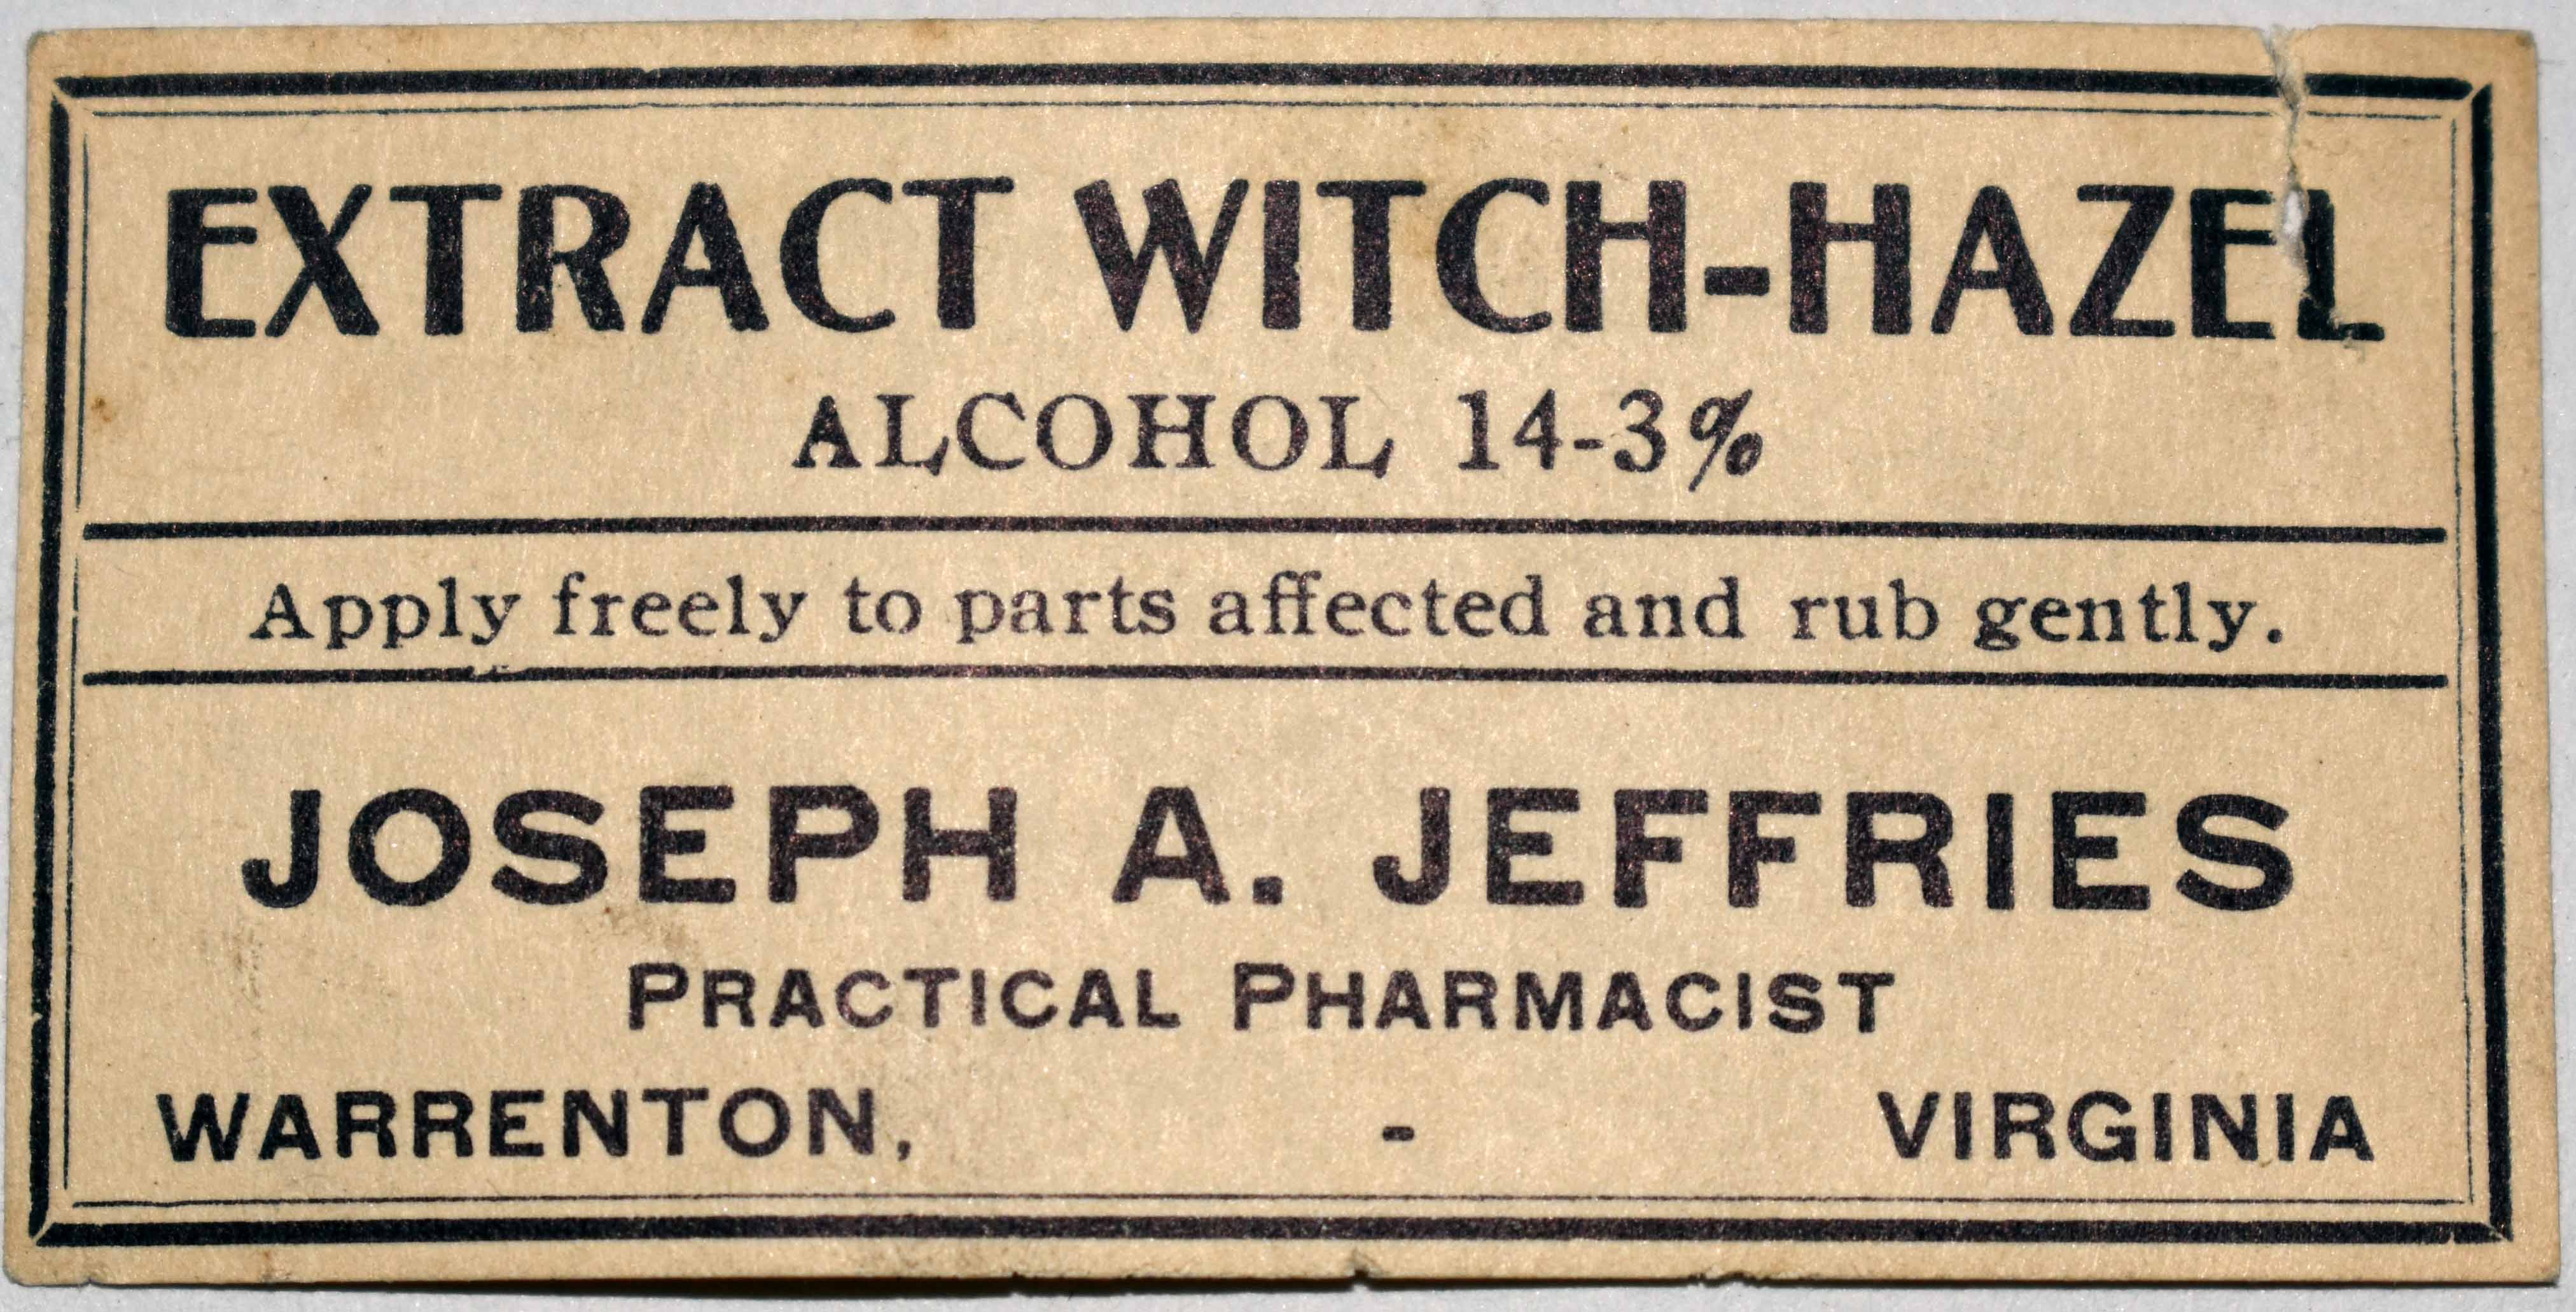 EXTRACT WITCH-HAZEL
ALCOHOL 14-3%
Apply freely to parts affected and rub gently.
JOSEPH A. JEFFRIES
PRACTICAL PHARMACIST
WARRENTON, - VIRGINIA